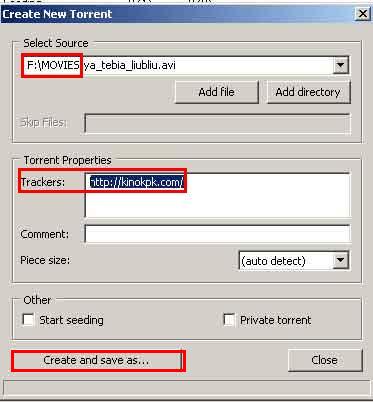 Create New Torrent
Select Source
F:\MOVIES\ya_tebia_liubliu.avi
Add file
Add directory
Skip Files:
Torrent Properties
Trackers: http://kinokpk.com/
Comment:
Piece size: (auto detect)
Other
Start seeding
Private torrent
Create and save as...
Close